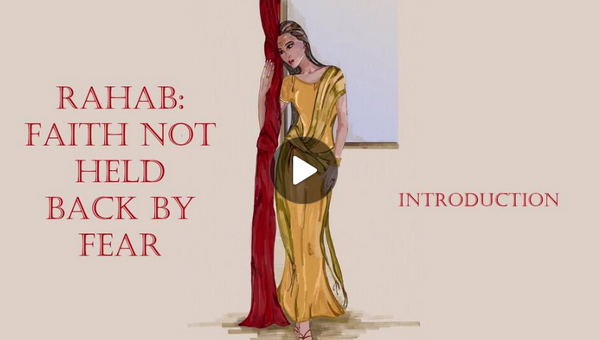 RAHAB:
FAITH NOT
HELD
BACK BY
FEAR
INTRODUCTION